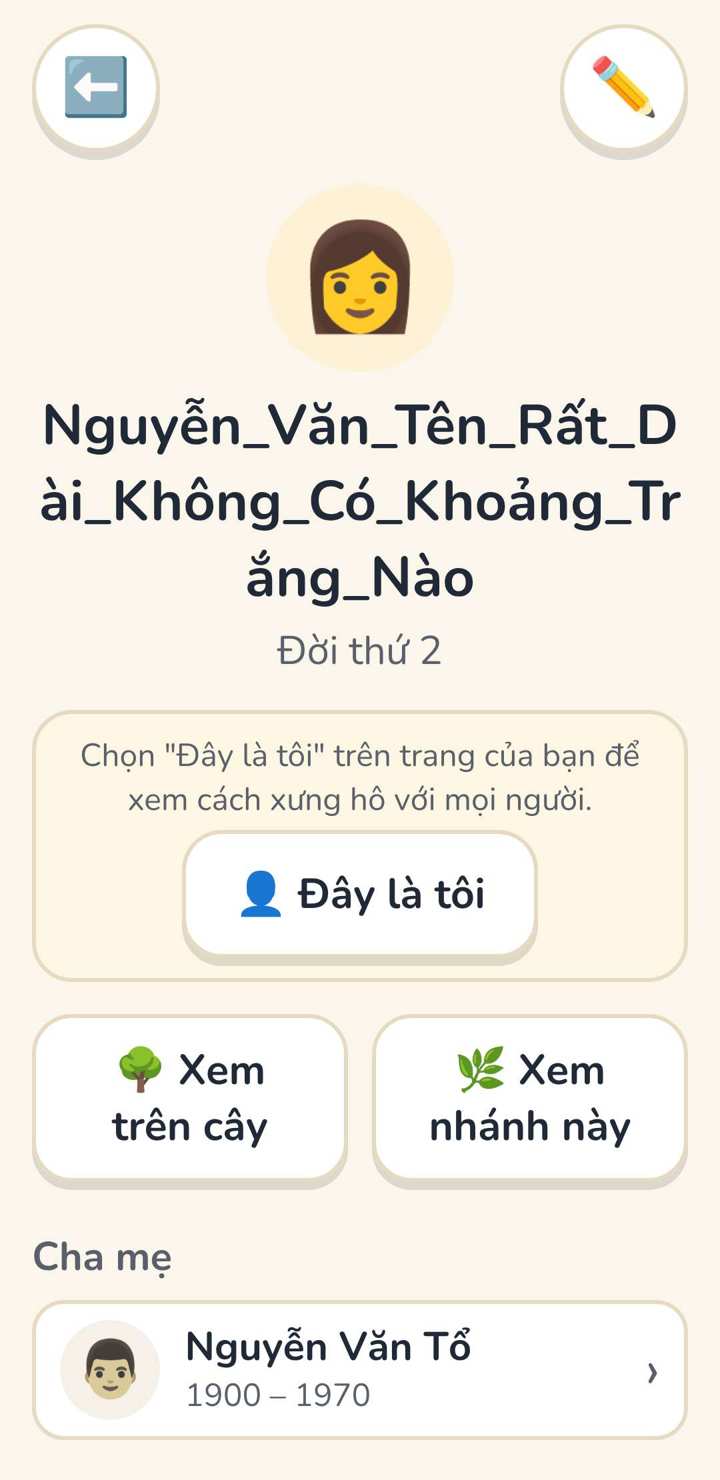 Nguyễn_Văn_Tên_Rất_D
ài_Không_Có_Khoảng_Tr
ắng_Nào
Đời thứ 2
Chọn "Đây là tôi" trên trang của bạn để
xem cách xưng hô với mọi người.
Đây là tôi
Xem
trên cây
Xem
nhánh này
Cha mẹ
Nguyễn Văn Tổ
1900 – 1970